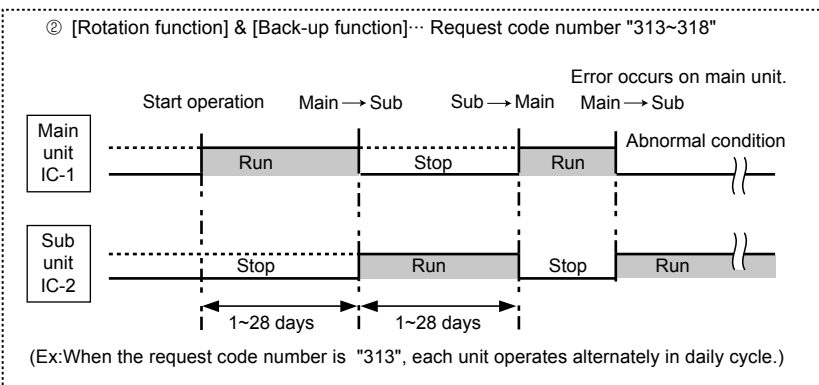 ② [Rotation function] & [Back-up function]··· Request code number "313~318"
Error occurs on main unit.
Start operation
Main → Sub
Sub → Main
Main → Sub
Main
unit
IC-1
Run
Stop
Run
Abnormal condition
Sub
unit
IC-2
Stop
Run
Stop
Run
1~28 days
1~28 days
(Ex:When the request code number is "313", each unit operates alternately in daily cycle.)